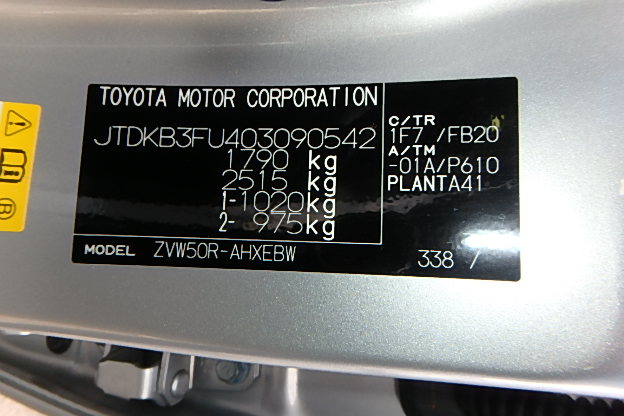 TOYOTA MOTOR CORPORATION
JTDKB3FU403090542
1790 kg
2515 kg
1-1020kg
2- 975kg
C/TR
1F7 /FB20
A/TM
-01A/P610
PLANTA41
MODEL ZVW50R-AHXEBW
338 /